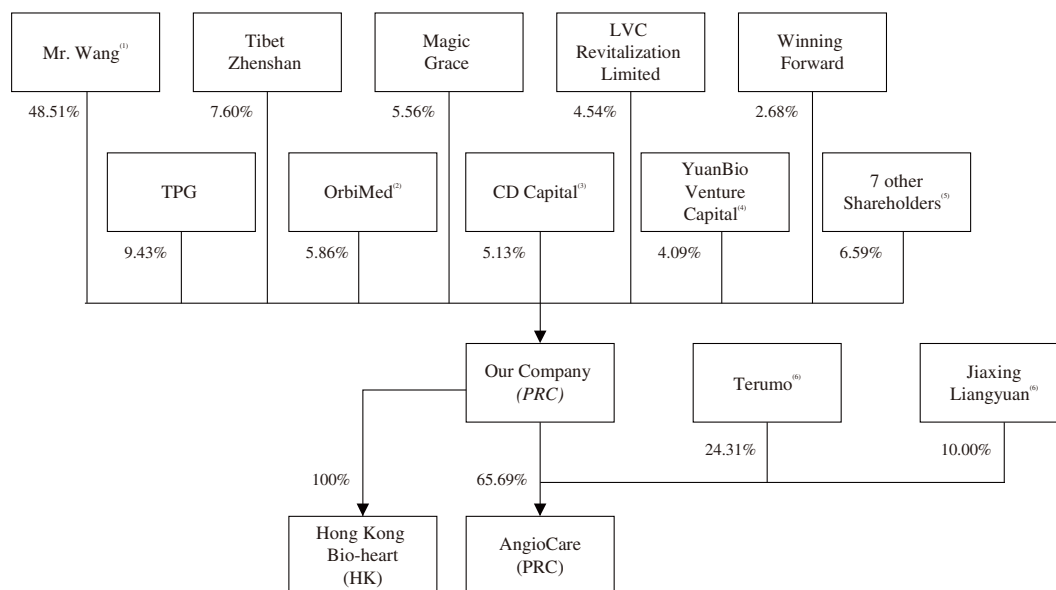 Mr. Wang(1)
Tibet
Zhenshan
Magic
Grace
LVC
Revitalization
Limited
Winning
Forward
48.51%
7.60%
5.56%
4.54%
2.68%
TPG
OrbiMed(2)
CD Capital(3)
YuanBio
Venture
Capital(4)
7 other
Shareholders(5)
9.43%
5.86%
5.13%
4.09%
6.59%
Our Company
(PRC)
Terumo(6)
Jiaxing
Liangyuan(6)
24.31%
10.00%
100%
65.69%
Hong Kong
Bio-heart
(HK)
AngioCare
(PRC)